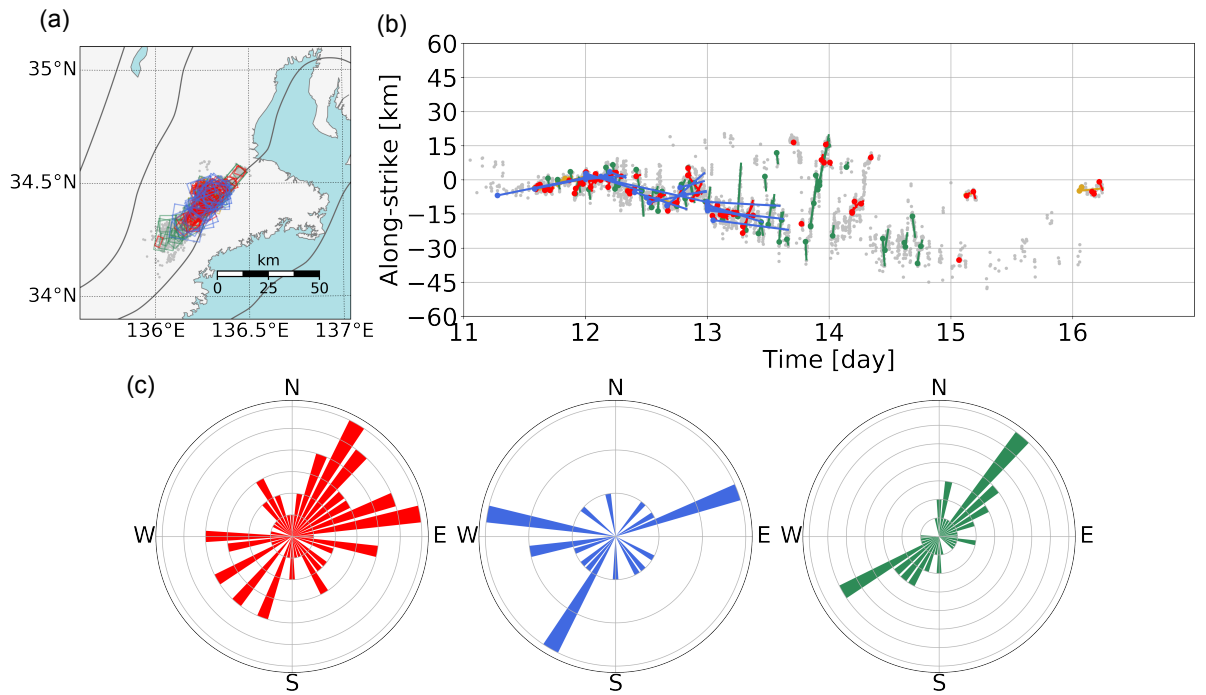 (a)
35°N
34.5°N
34°N
136°E
136.5°E
137°E
km
0
25
50
(b)
Along-strike [km]
60
45
30
15
0
−15
−30
−45
−60
11
12
13
14
15
16
Time [day]
(c)
N
W
E
S
N
W
E
S
N
W
E
S